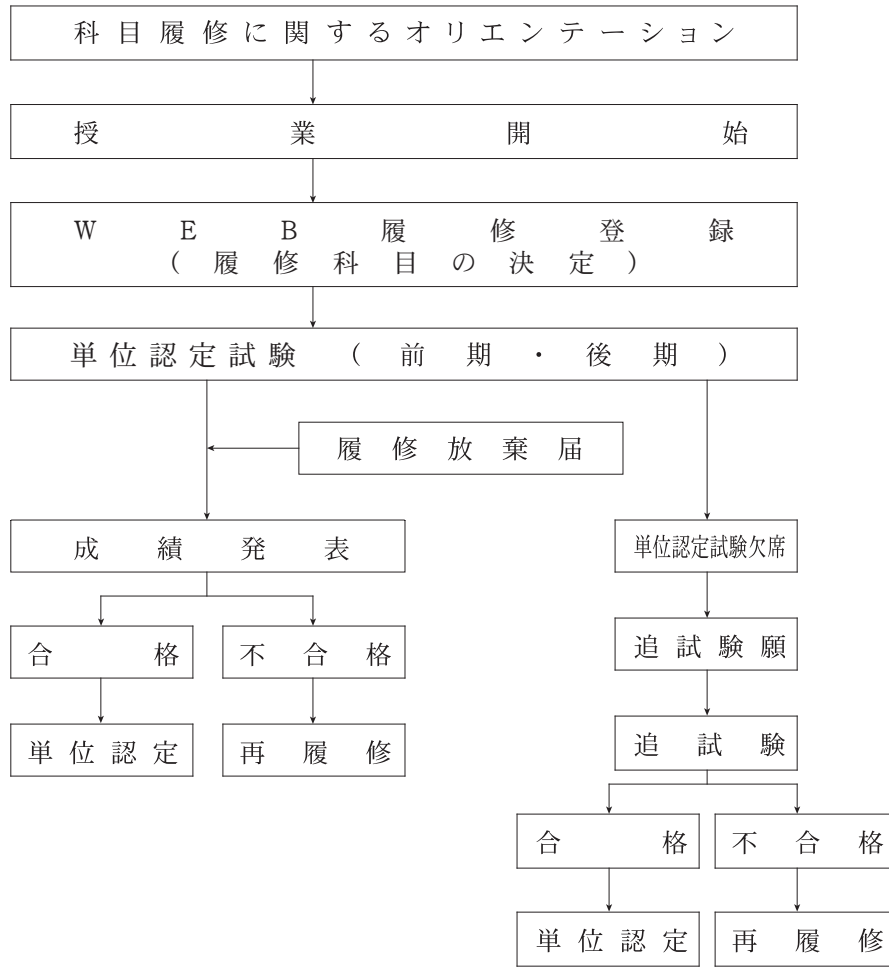 科目履修に関するオリエンテーション
授業開始
WEB履修登録
(履修科目の決定)
単位認定試験(前期・後期)
履修放棄届
成績発表
単位認定試験欠席
合格
不合格
追試験願
単位認定
再履修
追試験
合格
不合格
単位認定
再履修